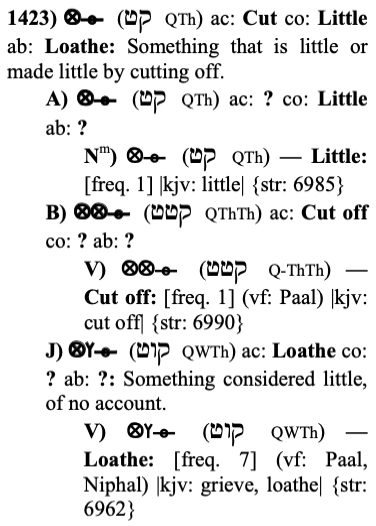 1423) ⊗-o- (קט QTh) ac: Cut co: Little
ab: Loathe: Something that is little or
made little by cutting off.
A) ⊗-o- (קט QTh) ac: ? co: Little
ab: ?
Nᵐ) ⊗-o- (קט QTh) — Little:
[freq. 1] |kjv: little| {str: 6985}
B) ⊗⊗-o- (קטט QThTh) ac: Cut off
co: ? ab: ?
V) ⊗⊗-o- (קטט Q-ThTh) —
Cut off: [freq. 1] (vf: Paal) |kjv:
cut off| {str: 6990}
J) ⊗Y-o- (קוט QWTh) ac: Loathe co:
? ab: ?: Something considered little,
of no account.
V) ⊗Y-o- (קוט QWTh) —
Loathe: [freq. 7] (vf: Paal,
Niphal) |kjv: grieve, loathe| {str:
6962}